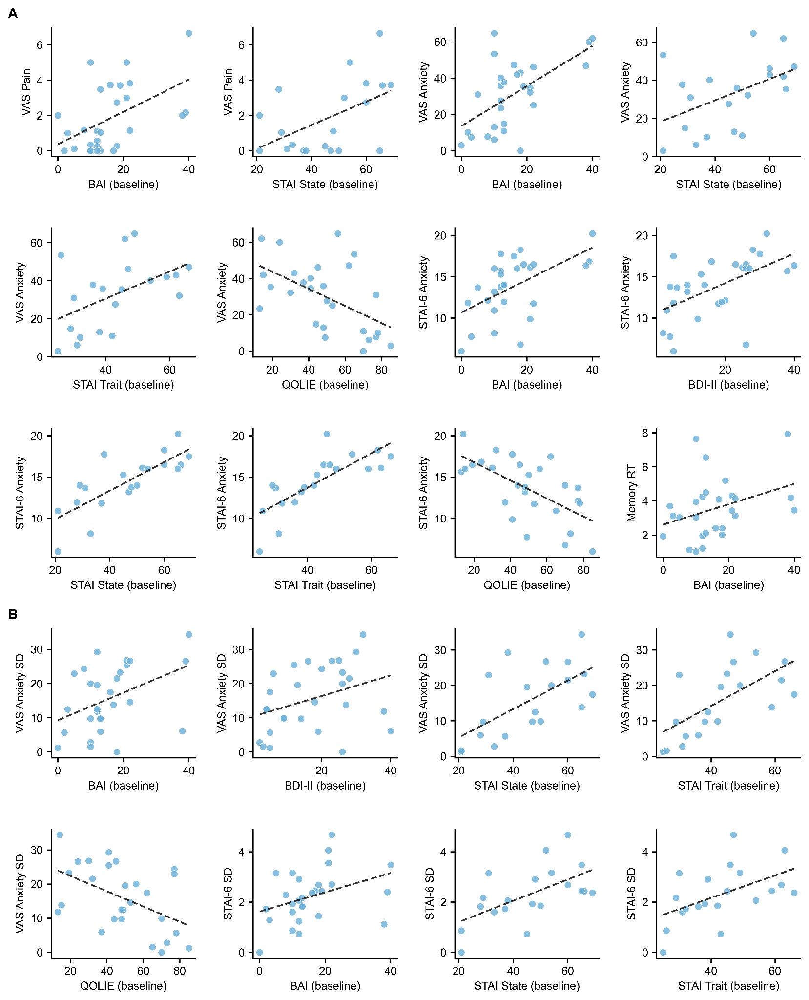 A
VAS Pain
0 2 4 6
0 20 40
BAI (baseline)
VAS Pain
0 2 4 6
20 40 60
STAI State (baseline)
VAS Anxiety
0 20 40 60
0 20 40
BAI (baseline)
VAS Anxiety
0 20 40 60
20 40 60
STAI State (baseline)
VAS Anxiety
0 20 40 60
40 60
STAI Trait (baseline)
VAS Anxiety
0 20 40 60
20 40 60 80
QOLIE (baseline)
STAI-6 Anxiety
10 15 20
0 20 40
BAI (baseline)
STAI-6 Anxiety
10 15 20
20 40
BDI-II (baseline)
STAI-6 Anxiety
10 15 20
20 40 60
STAI State (baseline)
STAI-6 Anxiety
10 15 20
40 60
STAI Trait (baseline)
STAI-6 Anxiety
10 15 20
20 40 60 80
QOLIE (baseline)
Memory RT
2 4 6 8
0 20 40
BAI (baseline)
B
VAS Anxiety SD
0 10 20 30
0 20 40
BAI (baseline)
VAS Anxiety SD
0 10 20 30
20 40
BDI-II (baseline)
VAS Anxiety SD
0 10 20 30
20 40 60
STAI State (baseline)
VAS Anxiety SD
0 10 20 30
40 60
STAI Trait (baseline)
VAS Anxiety SD
0 10 20 30
20 40 60 80
QOLIE (baseline)
STAI-6 SD
0 2 4
0 20 40
BAI (baseline)
STAI-6 SD
0 2 4
20 40 60
STAI State (baseline)
STAI-6 SD
0 2 4
40 60
STAI Trait (baseline)